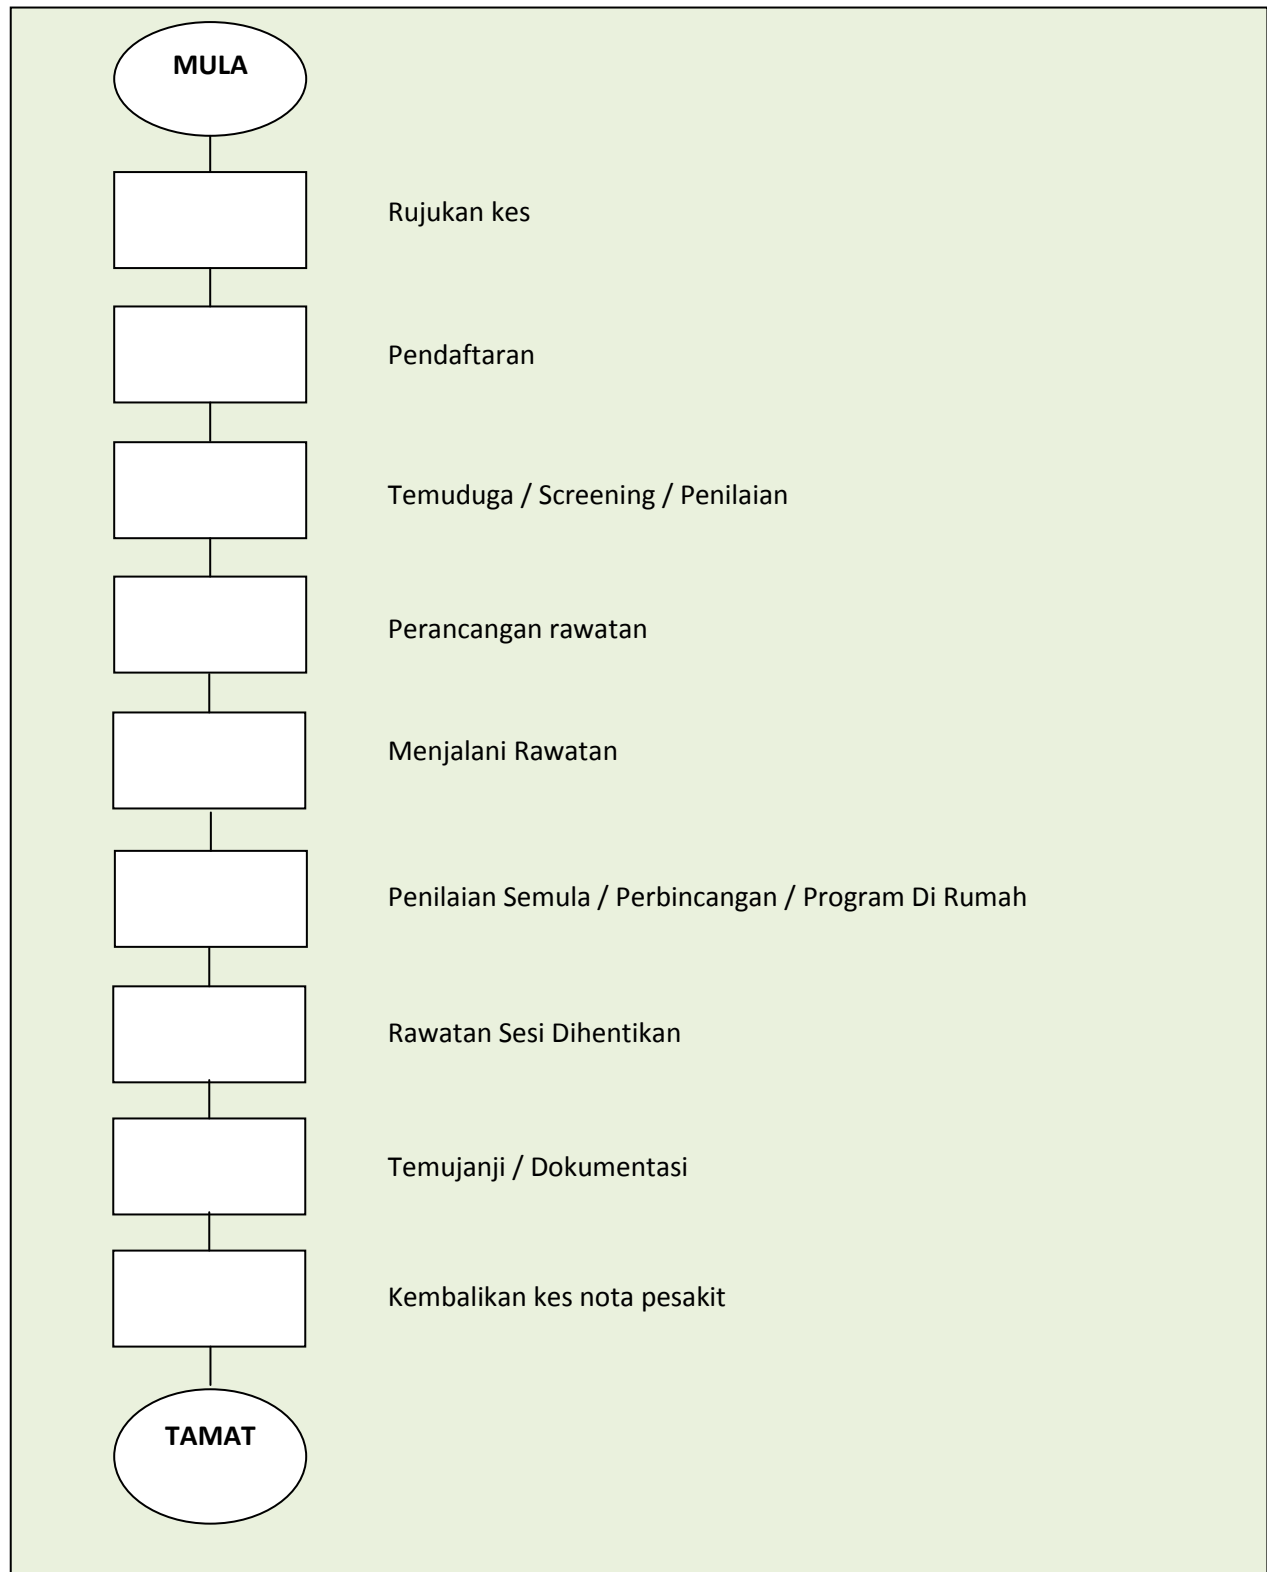 MULA
Rujukan kes
Pendaftaran
Temuduga / Screening / Penilaian
Perancangan rawatan
Menjalani Rawatan
Penilaian Semula / Perbincangan / Program Di Rumah
Rawatan Sesi Dihentikan
Temujanji / Dokumentasi
Kembalikan kes nota pesakit
TAMAT